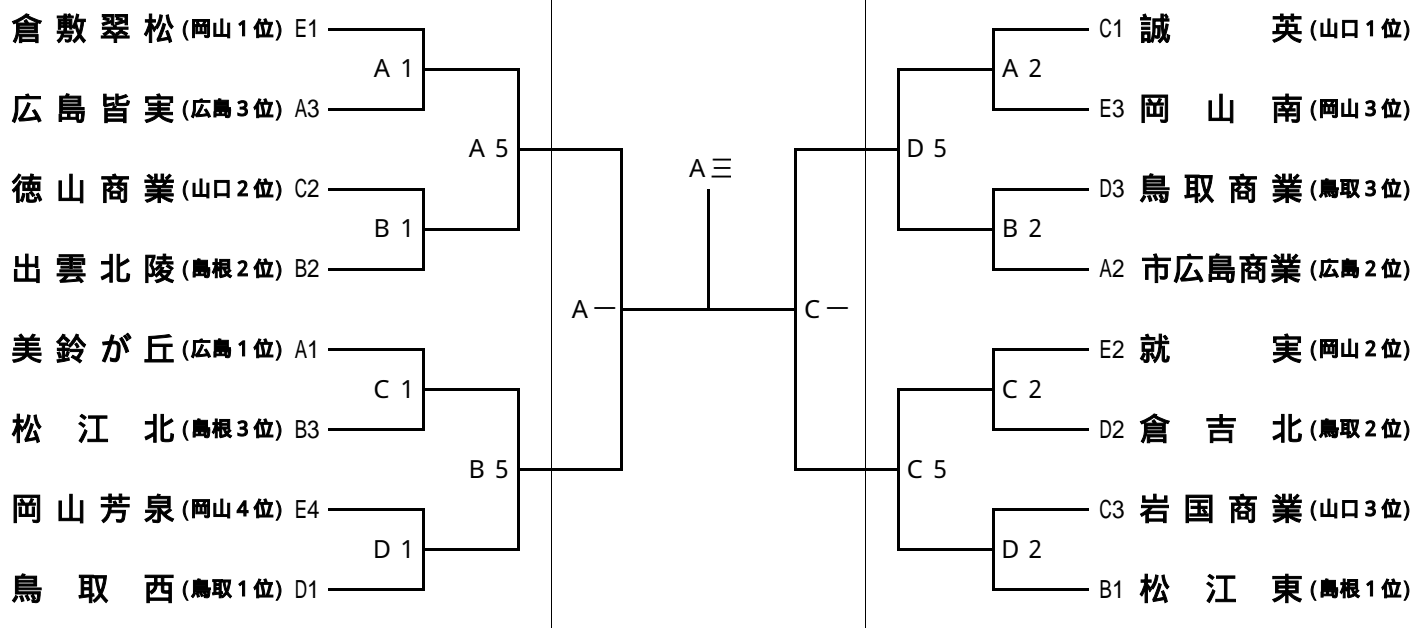 倉敷翠松(岡山1位) E1
A 1
広島皆実(広島3位) A3
A 5
徳山商業(山口2位) C2
B 1
出雲北陵(島根2位) B2
A 一
美鈴が丘(広島1位) A1
C 1
松江北(島根3位) B3
B 5
岡山芳泉(岡山4位) E4
D 1
鳥取西(鳥取1位) D1
A 三
C1 誠英(山口1位)
A 2
E3 岡山南(岡山3位)
D 5
D3 鳥取商業(鳥取3位)
B 2
A2 市広島商業(広島2位)
C 一
E2 就実(岡山2位)
C 2
D2 倉吉北(鳥取2位)
C 5
C3 岩国商業(山口3位)
D 2
B1 松江東(島根1位)